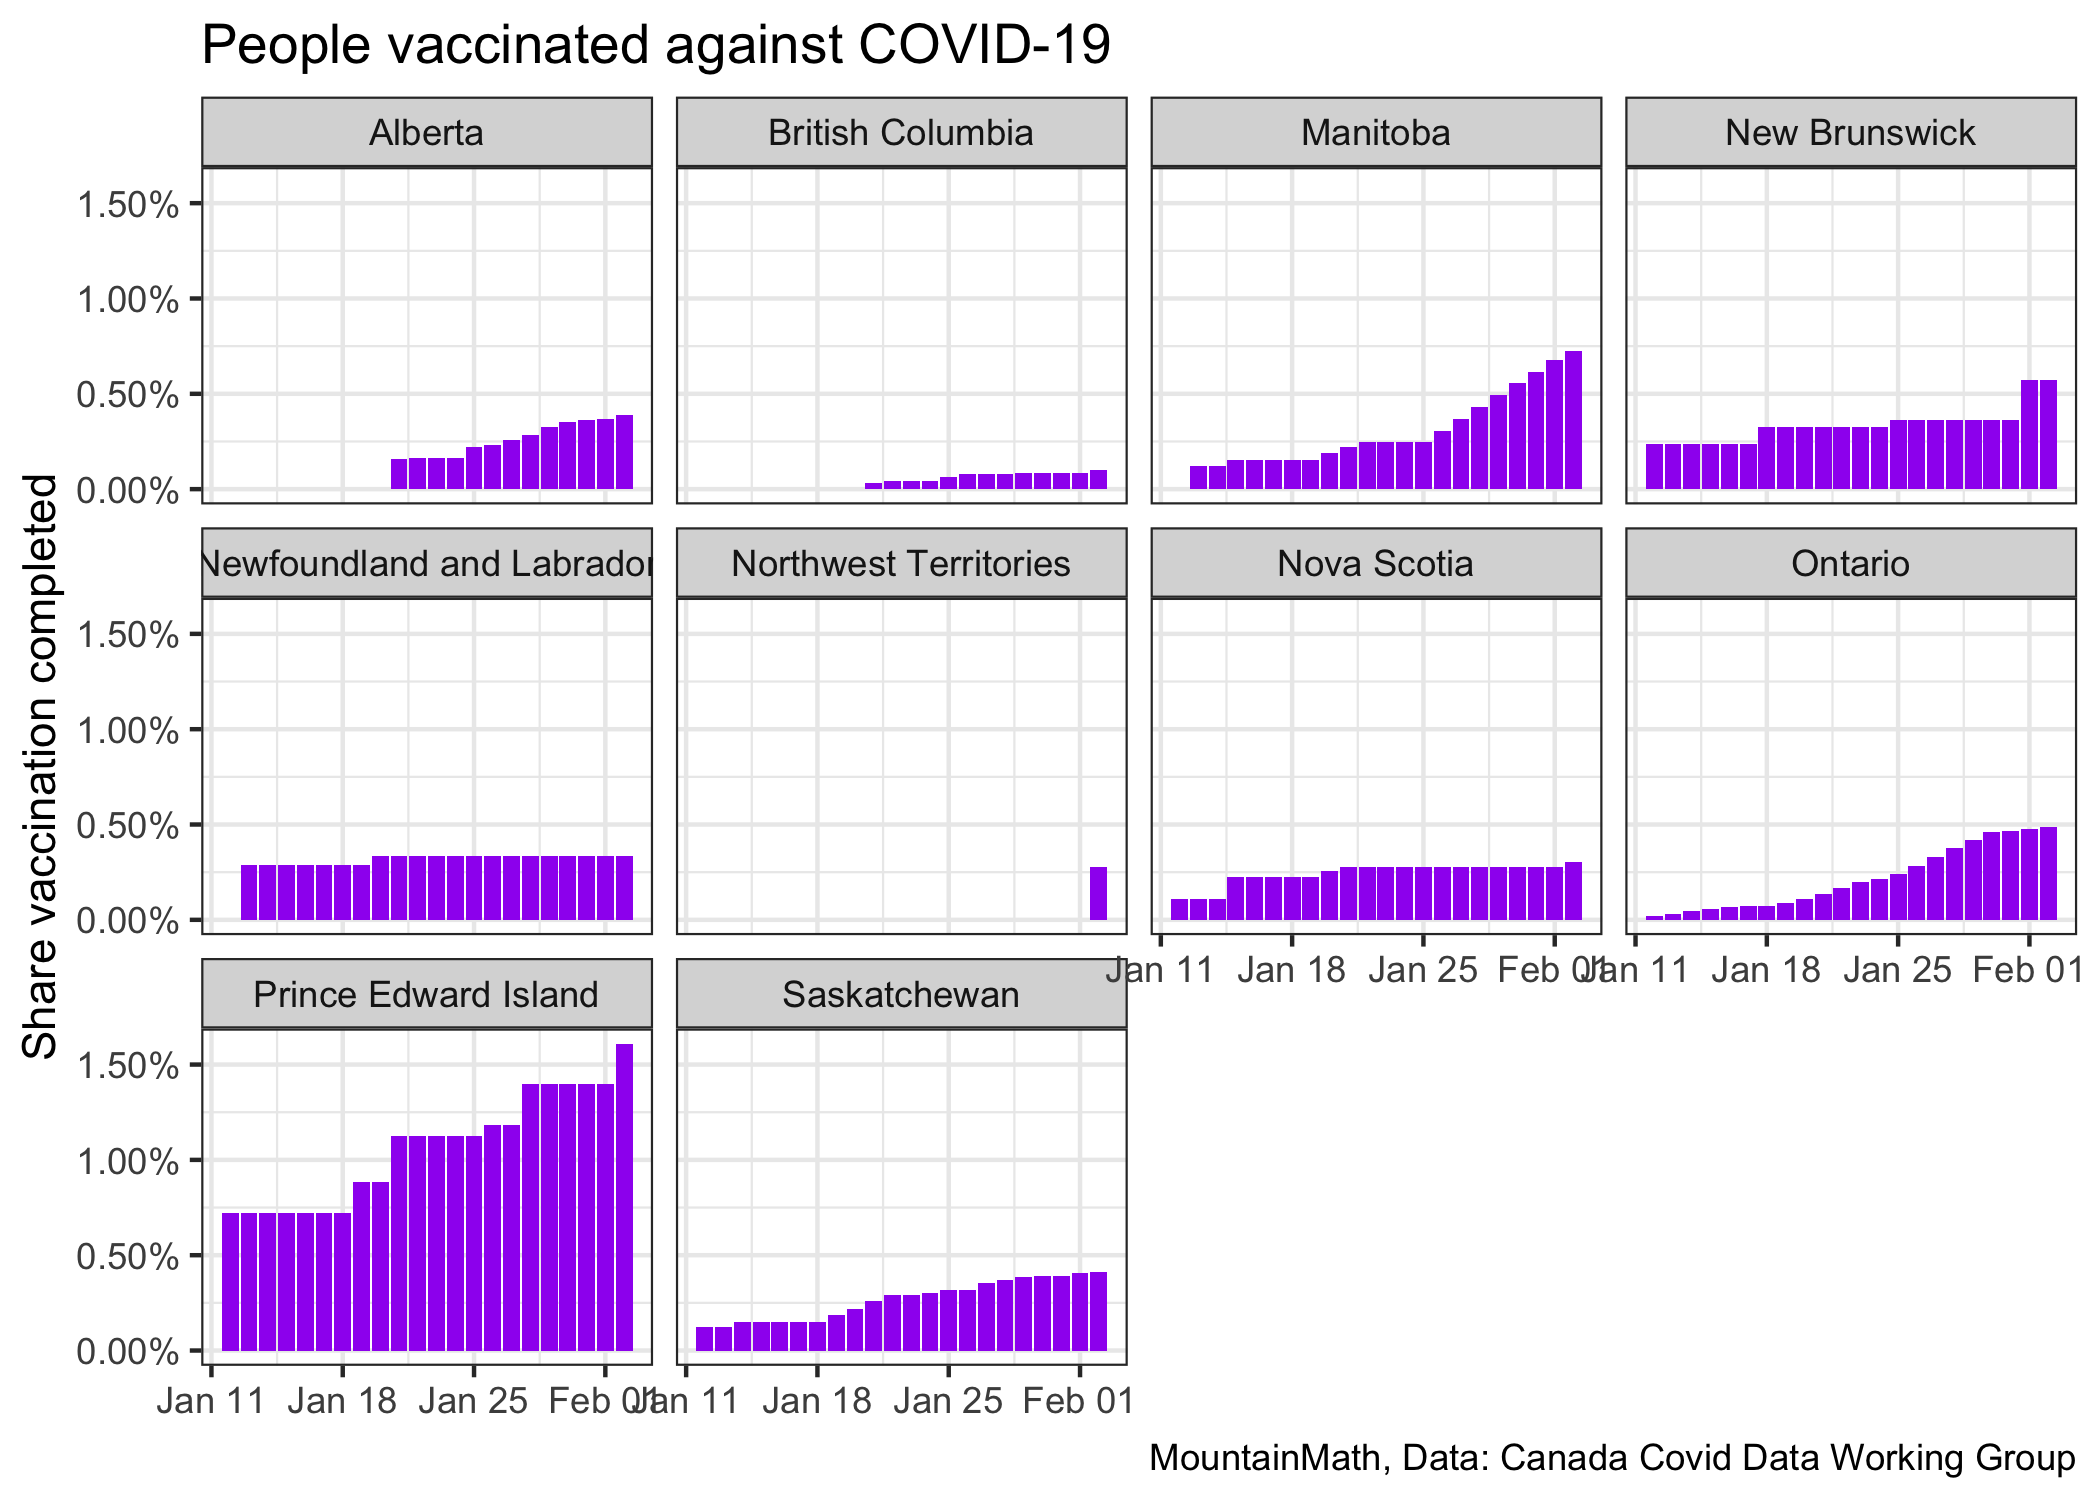 People vaccinated against COVID-19
Share vaccination completed
Alberta
British Columbia
Manitoba
New Brunswick
1.50%
1.00%
0.50%
0.00%
Newfoundland and Labrador
Northwest Territories
Nova Scotia
Ontario
1.50%
1.00%
0.50%
0.00%
Jan 11 Jan 18 Jan 25 Feb 01
Jan 11 Jan 18 Jan 25 Feb 01
Prince Edward Island
Saskatchewan
1.50%
1.00%
0.50%
0.00%
Jan 11 Jan 18 Jan 25 Feb 01
Jan 11 Jan 18 Jan 25 Feb 01
MountainMath, Data: Canada Covid Data Working Group